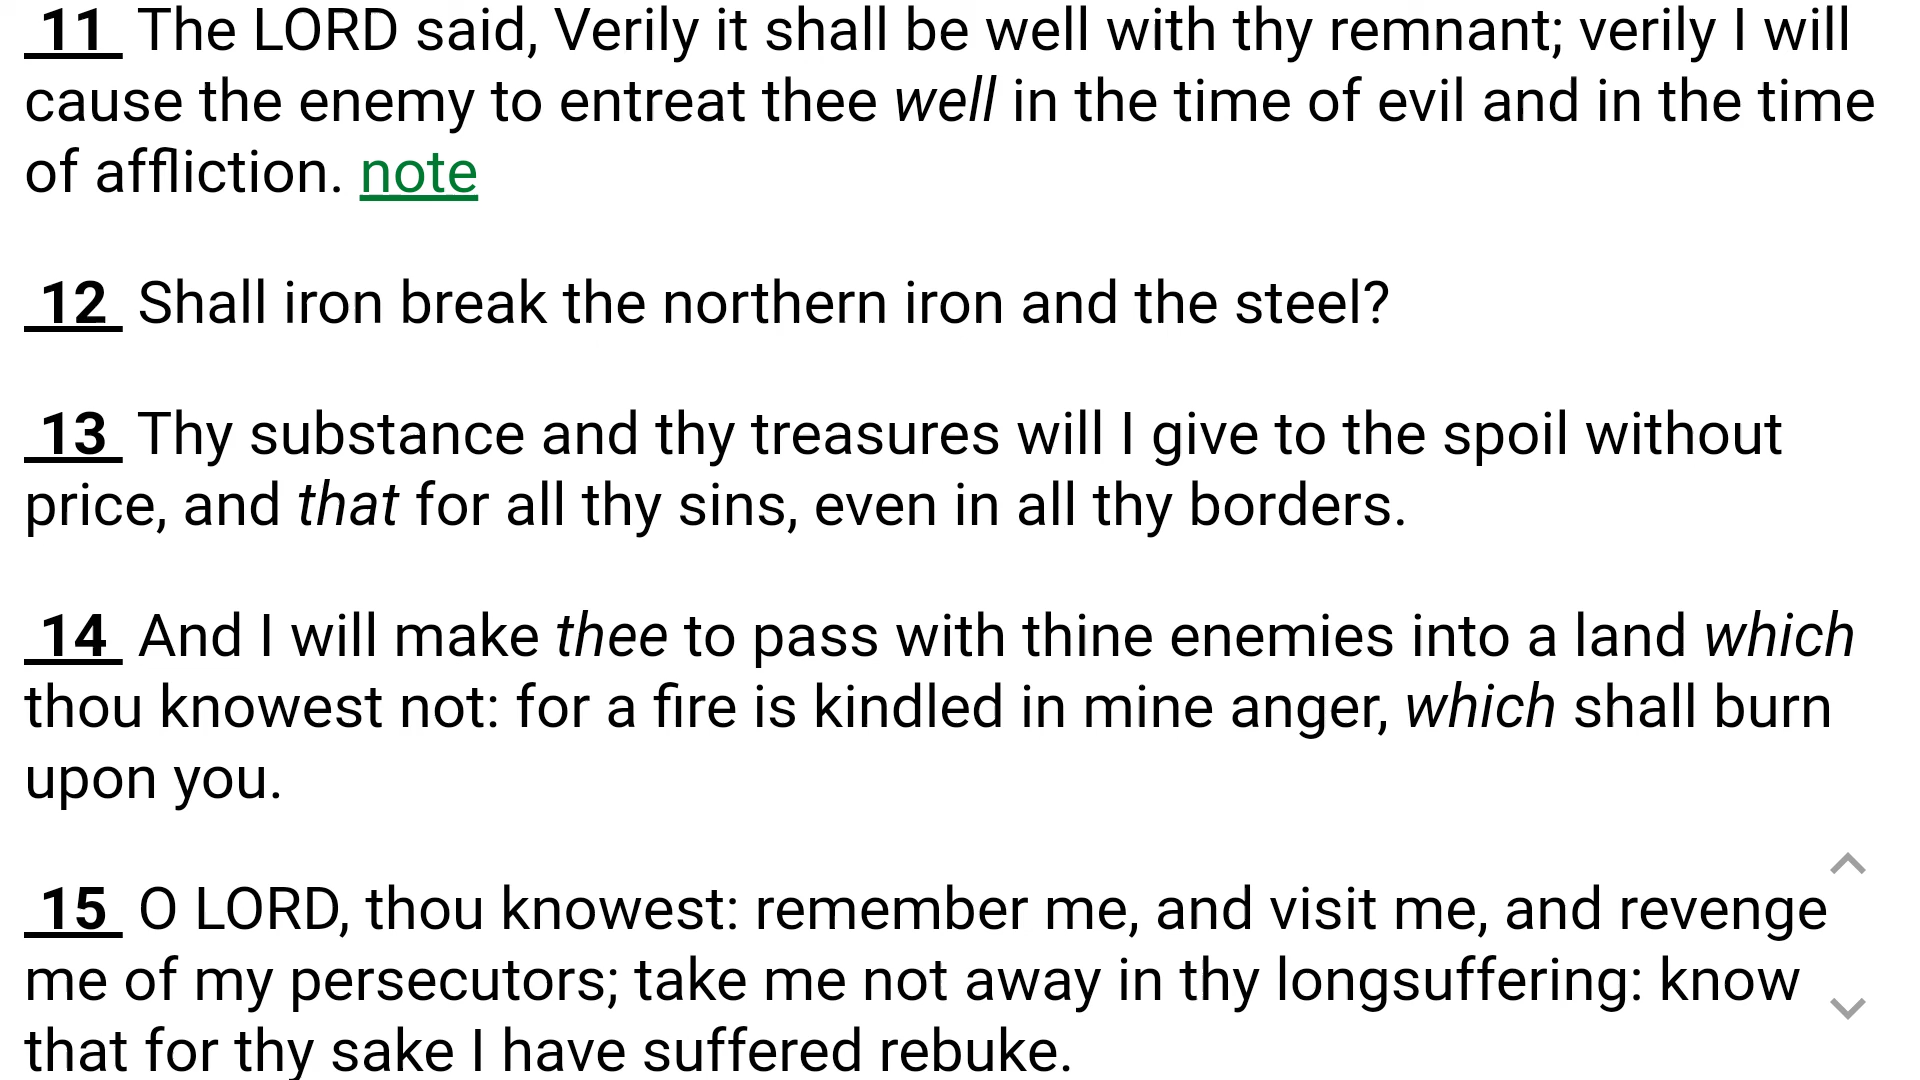 11 The LORD said, Verily it shall be well with thy remnant; verily I will
cause the enemy to entreat thee well in the time of evil and in the time
of affliction. note
12 Shall iron break the northern iron and the steel?
13 Thy substance and thy treasures will I give to the spoil without
price, and that for all thy sins, even in all thy borders.
14 And I will make thee to pass with thine enemies into a land which
thou knowest not: for a fire is kindled in mine anger, which shall burn
upon you.
15 O LORD, thou knowest: remember me, and visit me, and revenge
me of my persecutors; take me not away in thy longsuffering: know
that for thy sake I have suffered rebuke.